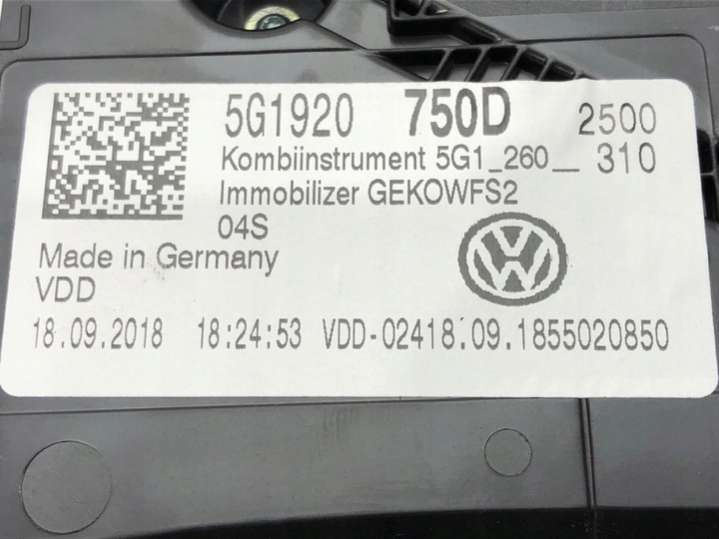 5G1920 750D 2500
Kombiinstrument 5G1_260__ 310
Immobilizer GEKOWFS2
04S
Made in Germany
VDD
18.09.2018 18:24:53 VDD-02418.09.1855020850